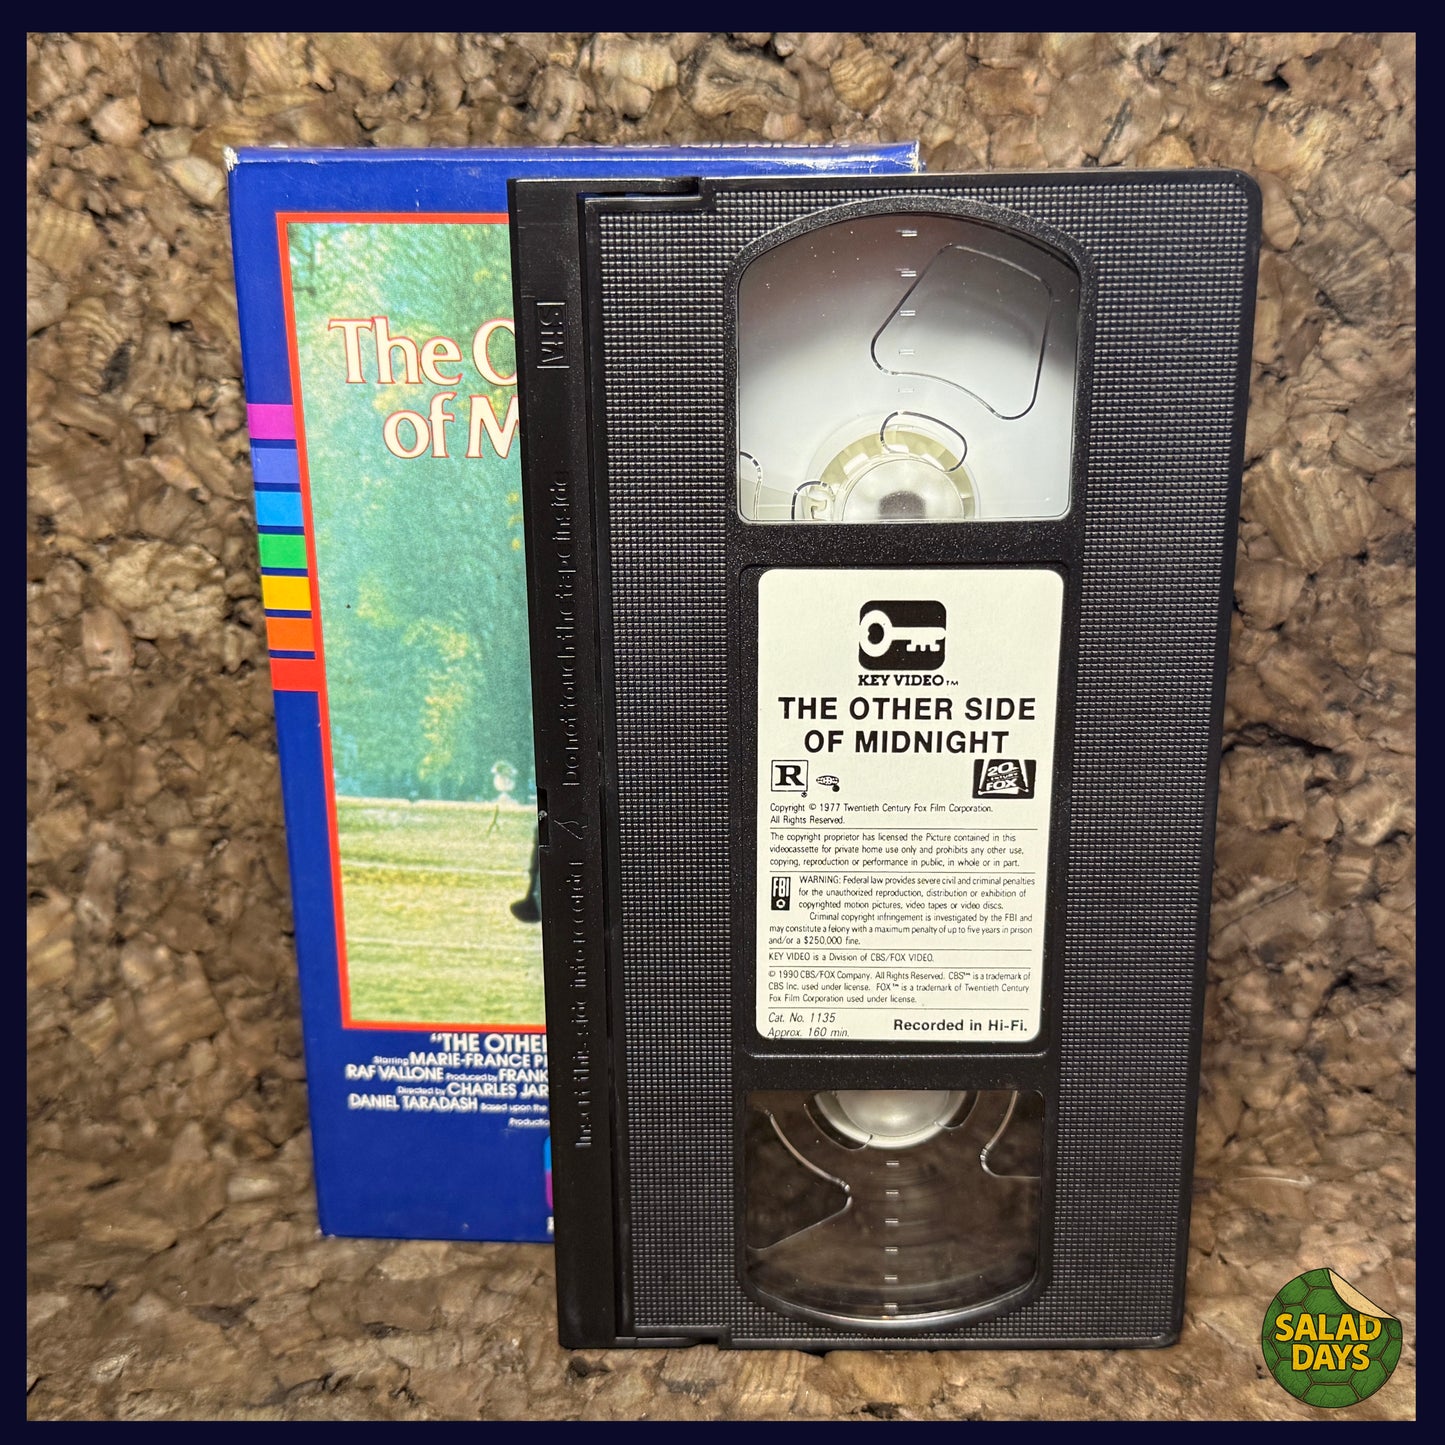 The O
of M
"THE OTHE
Starring MARIE-FRANCE P
RAF VALLONE Produced by FRANK
Directed by CHARLES JAR
DANIEL TARADASH Based upon the
Production
VHS
Do not touch the tape inside
Insert this side into recorder
KEY VIDEO™
THE OTHER SIDE
OF MIDNIGHT
R
20th
CENTURY
FOX
Copyright © 1977 Twentieth Century Fox Film Corporation.
All Rights Reserved.
The copyright proprietor has licensed the Picture contained in this
videocassette for private home use only and prohibits any other use,
copying, reproduction or performance in public, in whole or in part.
FBI
WARNING: Federal law provides severe civil and criminal penalties
for the unauthorized reproduction, distribution or exhibition of
copyrighted motion pictures, video tapes or video discs.
Criminal copyright infringement is investigated by the FBI and
may constitute a felony with a maximum penalty of up to five years in prison
and/or a $250,000 fine.
KEY VIDEO is a Division of CBS/FOX VIDEO.
© 1990 CBS/FOX Company. All Rights Reserved. CBS™ is a trademark of
CBS Inc. used under license. FOX™ is a trademark of Twentieth Century
Fox Film Corporation used under license.
Cat. No. 1135
Approx. 160 min.
Recorded in Hi-Fi.
SALAD
DAYS